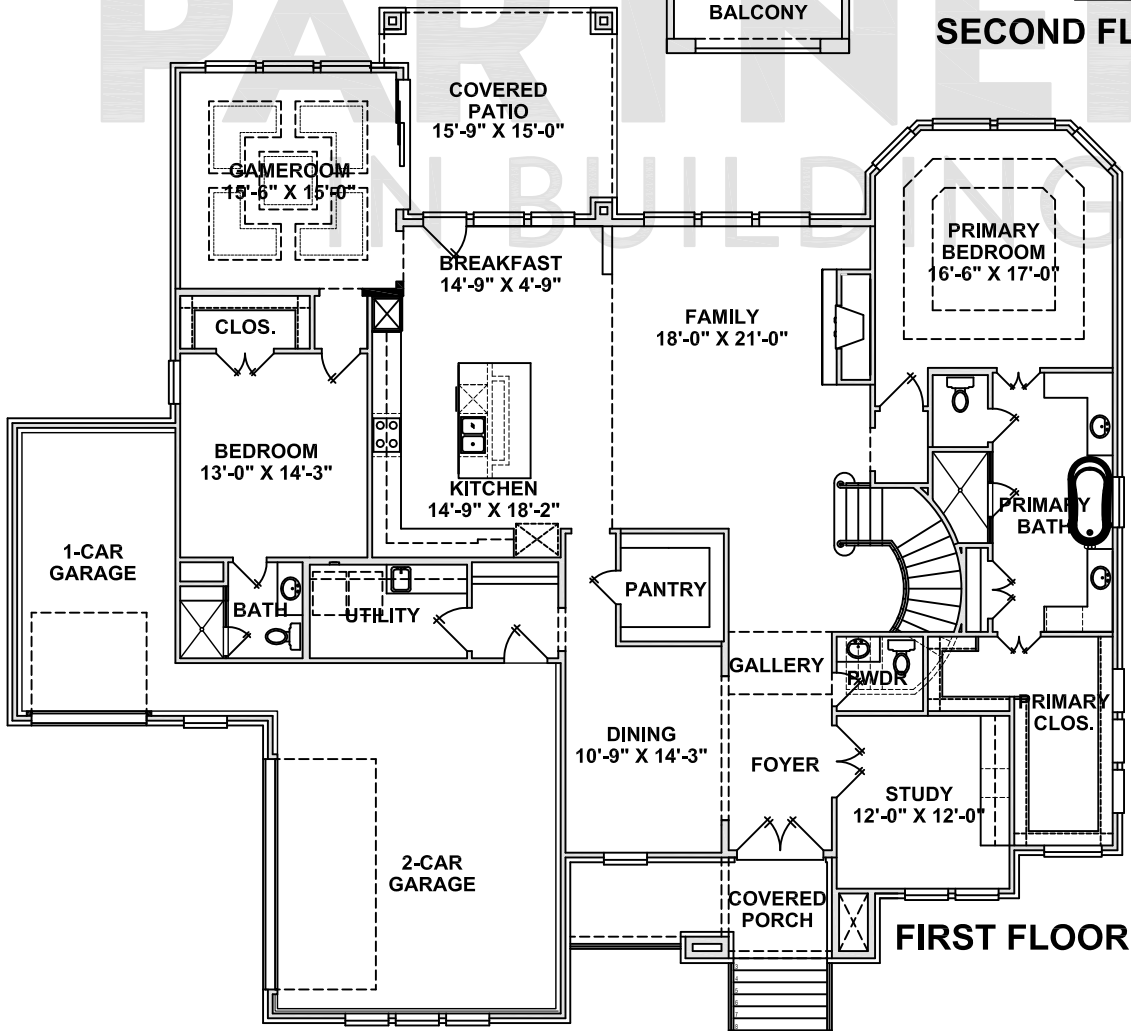 BALCONY
SECOND FL
PARTNE
IN BUILDING
COVERED
PATIO
15'-9" X 15'-0"
GAMEROOM
15'-6" X 15'-0"
BREAKFAST
14'-9" X 4'-9"
PRIMARY
BEDROOM
16'-6" X 17'-0"
CLOS.
FAMILY
18'-0" X 21'-0"
BEDROOM
13'-0" X 14'-3"
KITCHEN
14'-9" X 18'-2"
PRIMARY
BATH
1-CAR
GARAGE
BATH
UTILITY
PANTRY
GALLERY
PWDR
PRIMARY
CLOS.
DINING
10'-9" X 14'-3"
FOYER
STUDY
12'-0" X 12'-0"
2-CAR
GARAGE
COVERED
PORCH
FIRST FLOOR